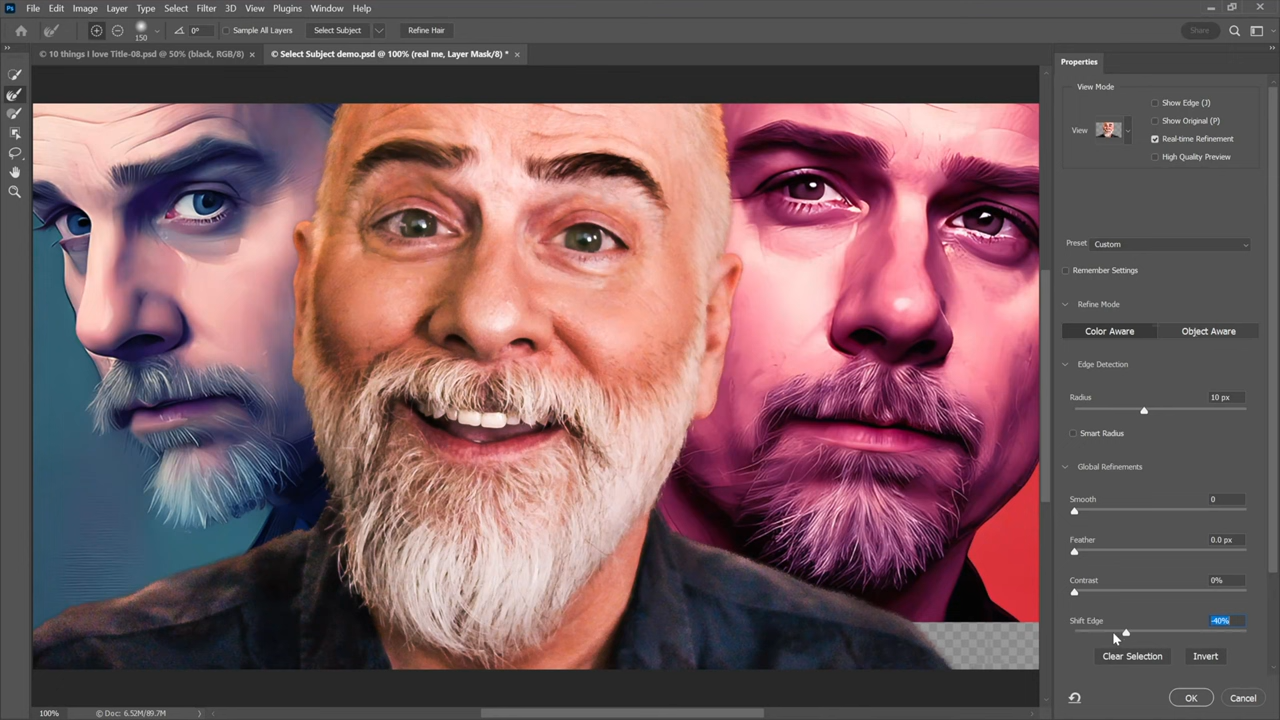 Ps File Edit Image Layer Type Select Filter 3D View Plugins Window Help
150 0° Sample All Layers Select Subject Refine Hair Share
© 10 things I love Title-08.psd @ 50% (black, RGB/8) × © Select Subject demo.psd @ 100% (real me, Layer Mask/8) * ×
Properties
View Mode
Show Edge (J)
Show Original (P)
View
Real-time Refinement
High Quality Preview
Preset Custom
Remember Settings
Refine Mode
Color Aware Object Aware
Edge Detection
Radius 10 px
Smart Radius
Global Refinements
Smooth 0
Feather 0.0 px
Contrast 0%
Shift Edge -40%
Clear Selection Invert
OK Cancel
100% © Doc: 6.52M/89.7M